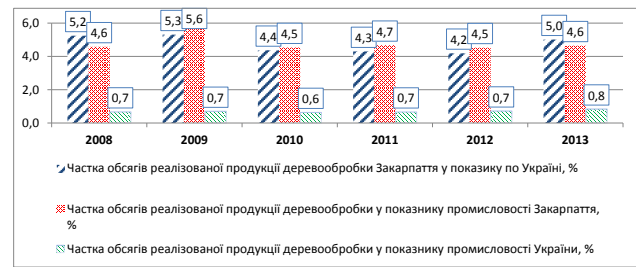 5,2 4,6 0,7 5,3 5,6 0,7 4,4 4,5 0,6 4,3 4,7 0,7 4,2 4,5 0,7 5,0 4,6 0,8
6,0
4,0
2,0
0,0
2008 2009 2010 2011 2012 2013
Частка обсягів реалізованої продукції деревообробки Закарпаття у показику по Україні, %
Частка обсягів реалізованої продукції деревообробки у показнику промисловості Закарпаття,
%
Частка обсягів реалізованої продукції деревообробки у показнику промисловості України, %